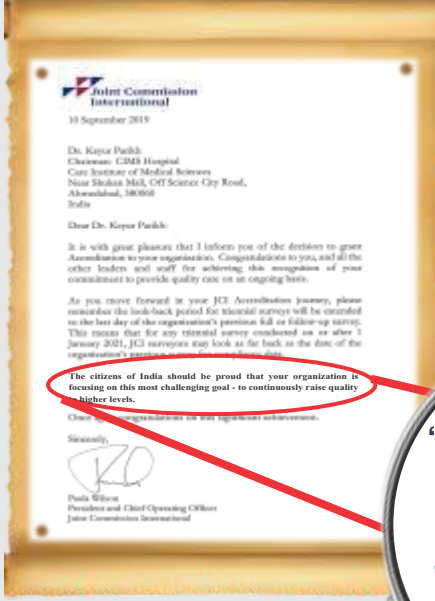 Joint Commission
International
10 September 2019
Dr. Keyur Parikh
Chairman- CIMS Hospital
Care Institute of Medical Sciences
Near Shukan Mall, Off Science City Road,
Ahmedabad, 380060
India
Dear Dr. Keyur Parikh:
It is with great pleasure that I inform you of the decision to grant
Accreditation to your organization. Congratulations to you, and all the
other leaders and staff for achieving this recognition of your
commitment to provide quality care on an ongoing basis.
As you move forward in your JCI Accreditation journey, please
remember the look-back period for triennial surveys will be extended
to the last day of the organization's previous full or follow-up survey.
This means that for any triennial survey conducted on or after 1
January 2021, JCI surveyors may look as far back as the date of the
organization's previous survey for compliance data.
The citizens of India should be proud that your organization is
focusing on this most challenging goal - to continuously raise quality
higher levels.
Once congratulations on this significant achievement.
Sincerely,
Paula Wilson
President and Chief Operating Officer
Joint Commission International
“